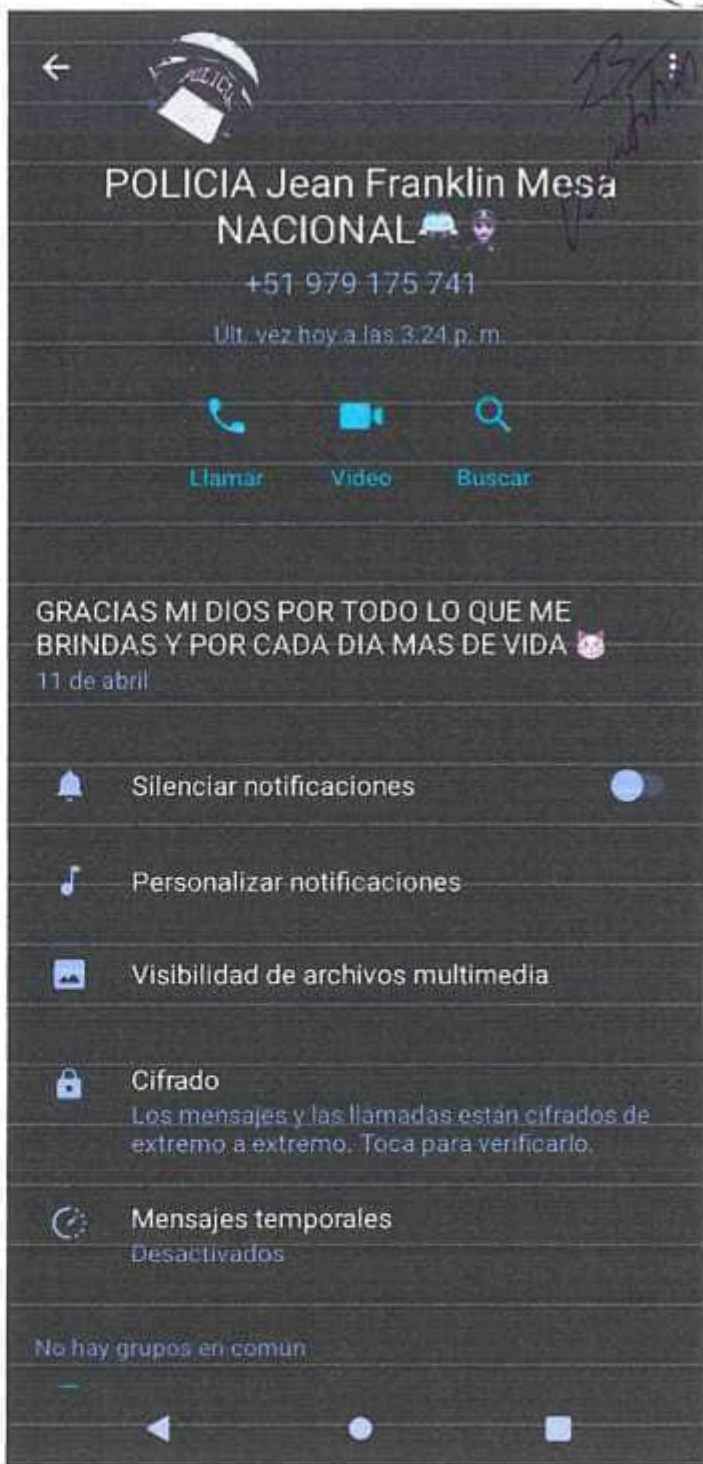 POLICIA
23
POLICIA Jean Franklin Mesa
NACIONAL
+51 979 175 741
Últ. vez hoy a las 3:24 p. m.
Llamar Video Buscar
GRACIAS MI DIOS POR TODO LO QUE ME
BRINDAS Y POR CADA DIA MAS DE VIDA 😺
11 de abril
Silenciar notificaciones
Personalizar notificaciones
Visibilidad de archivos multimedia
Cifrado
Los mensajes y las llamadas están cifrados de
extremo a extremo. Toca para verificarlo.
Mensajes temporales
Desactivados
No hay grupos en común